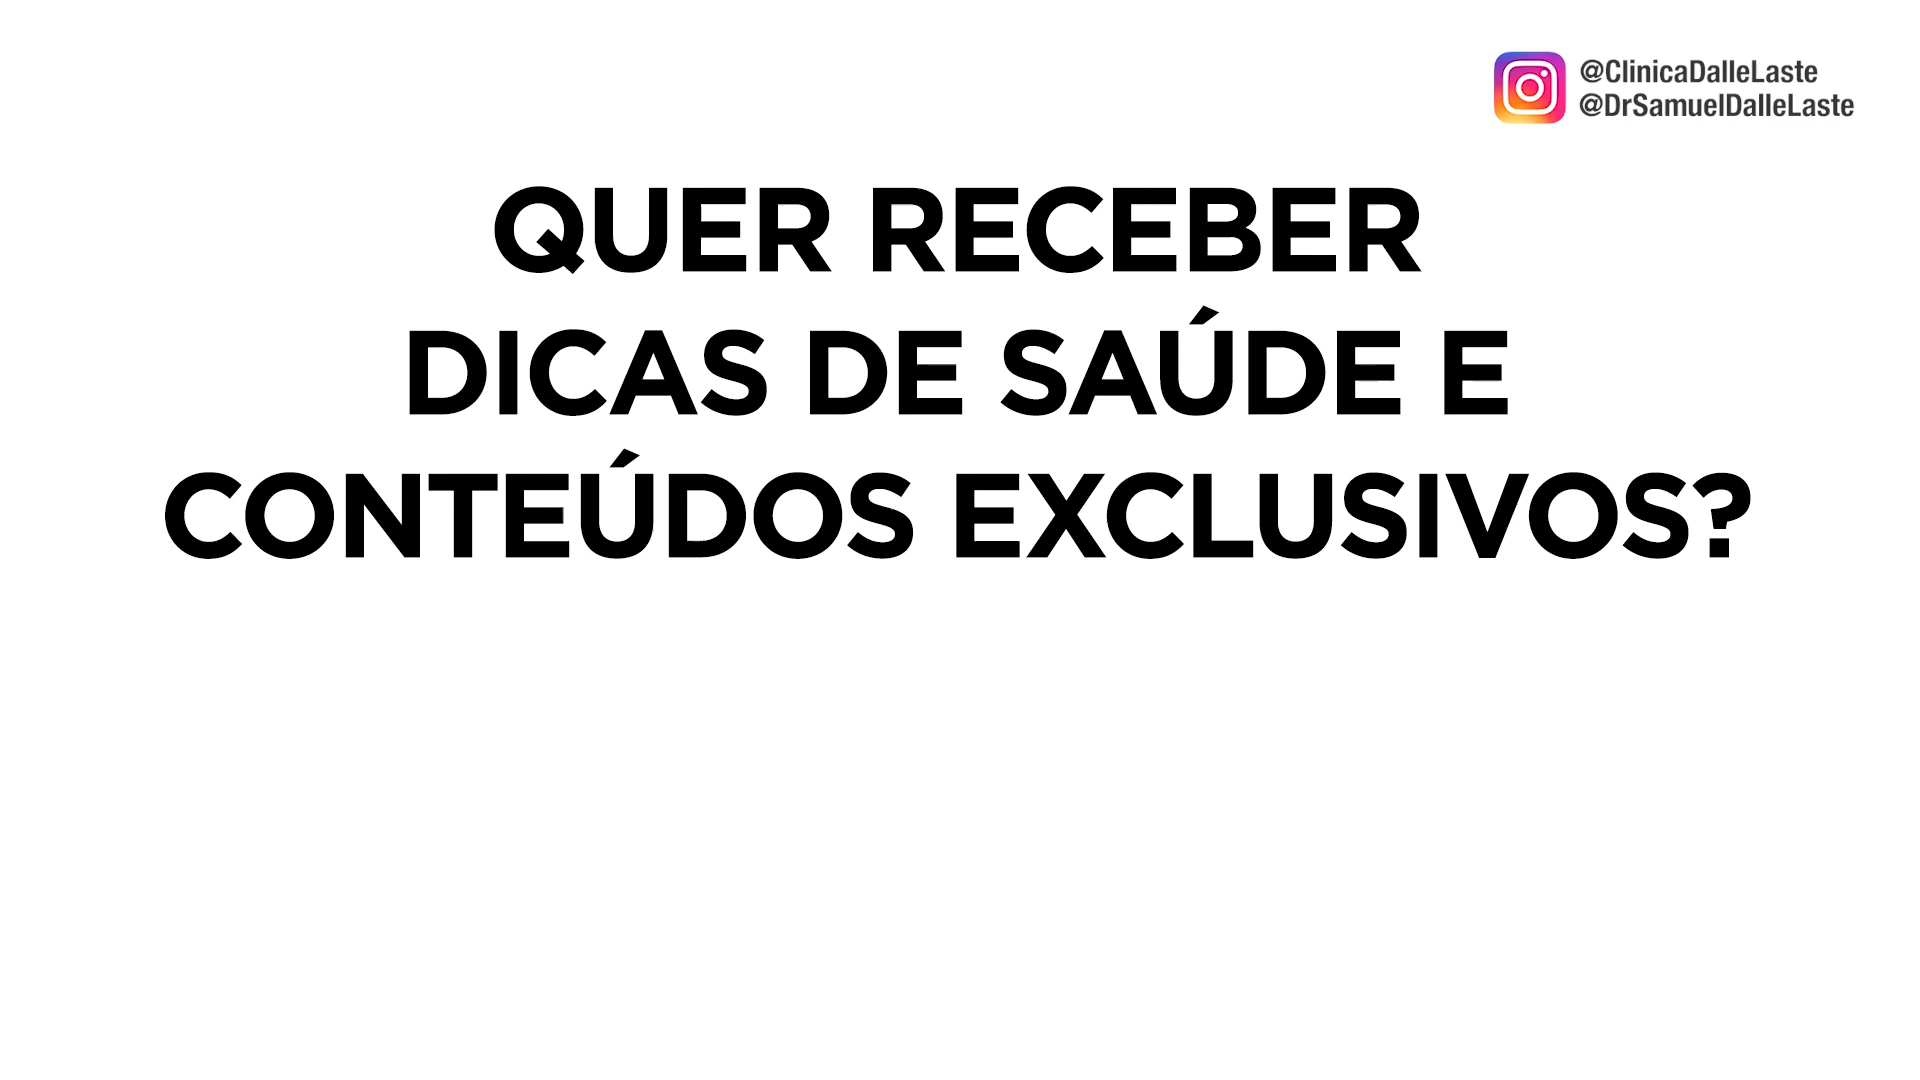 @ClinicaDalleLaste
@DrSamuelDalleLaste
QUER RECEBER
DICAS DE SAÚDE E
CONTEÚDOS EXCLUSIVOS?